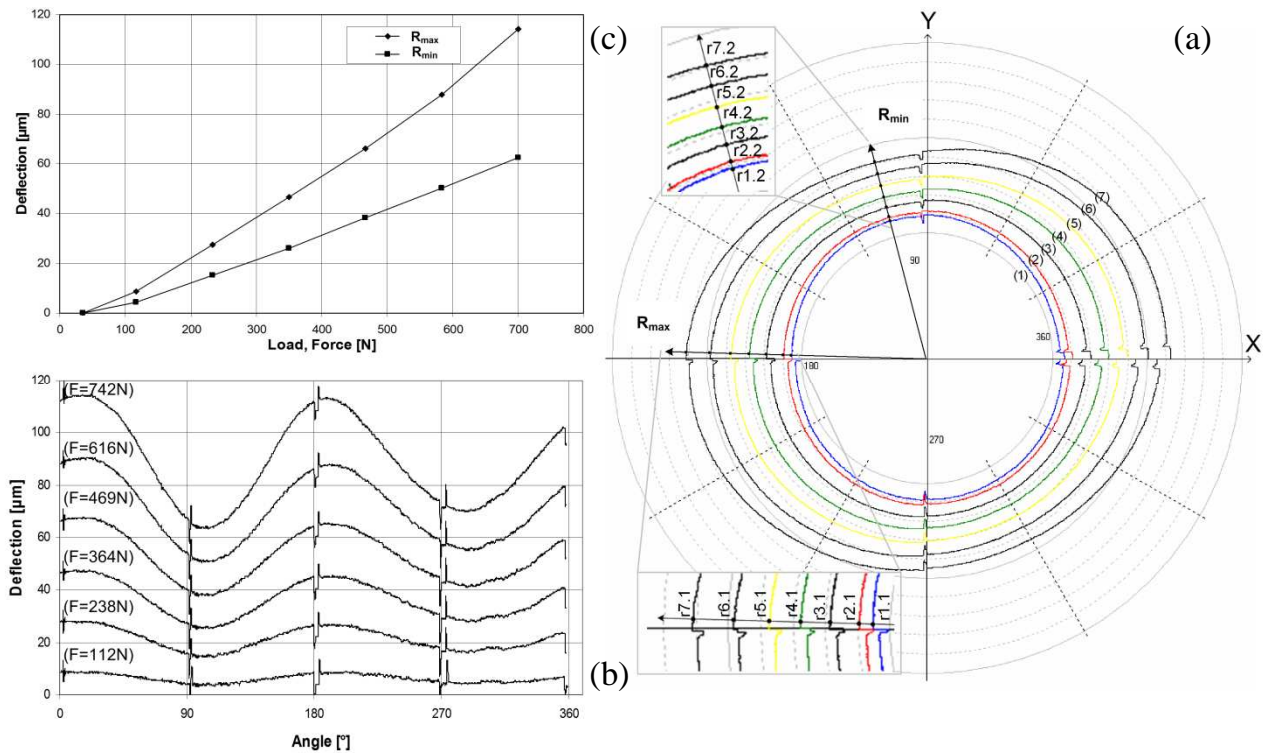 120
100
80
60
40
20
0
Deflection [µm]
R_max
R_min
0 100 200 300 400 500 600 700 800
Load, Force [N]
(c)
120
100
80
60
40
20
0
Deflection [µm]
(F=742N)
(F=616N)
(F=469N)
(F=364N)
(F=238N)
(F=112N)
0 90 180 270 360
Angle [°]
(b)
Y
(a)
r7.2
r6.2
r5.2
r4.2
r3.2
r2.2
r1.2
R_min
(7)
(6)
(5)
(4)
(3)
(2)
(1)
90
R_max
360
180
X
270
r7.1
r6.1
r5.1
r4.1
r3.1
r2.1
r1.1